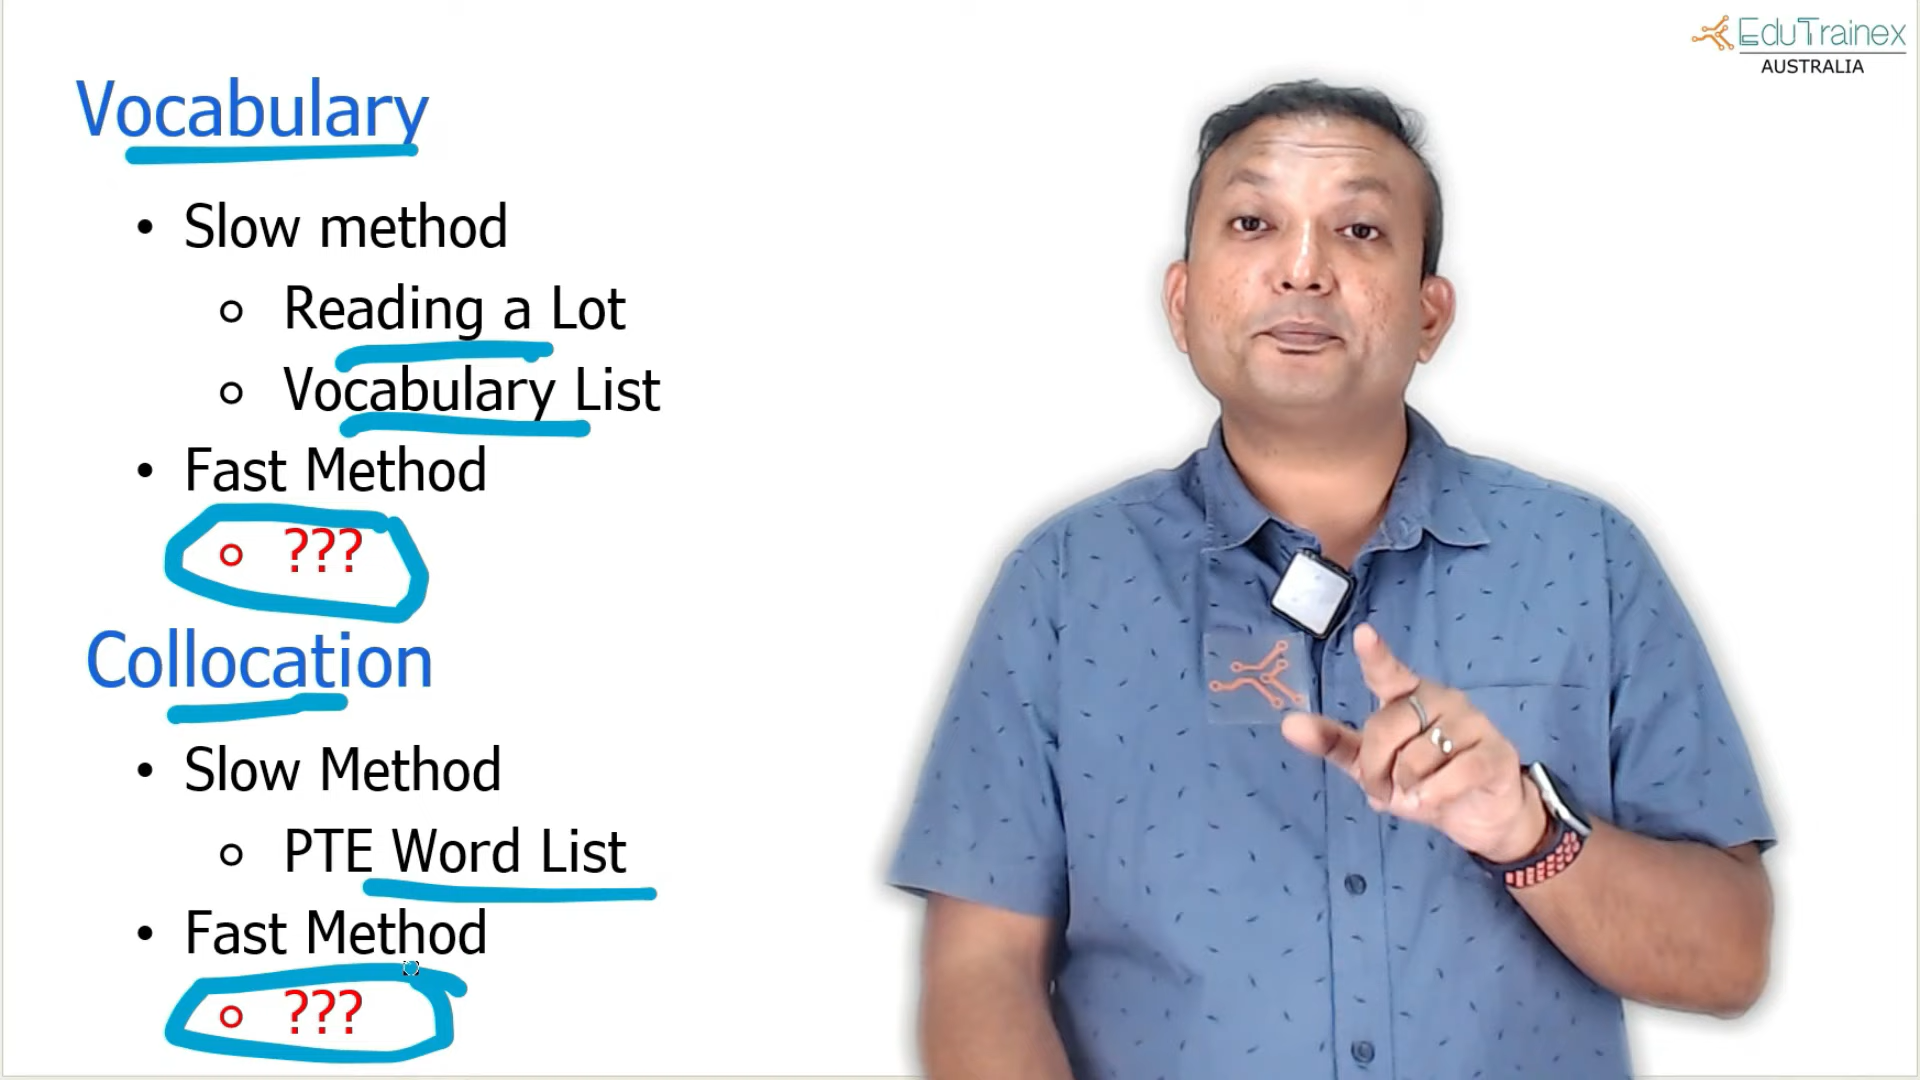 EduTrainex
AUSTRALIA
Vocabulary
• Slow method
Reading a Lot
Vocabulary List
• Fast Method
???
Collocation
• Slow Method
PTE Word List
• Fast Method
???